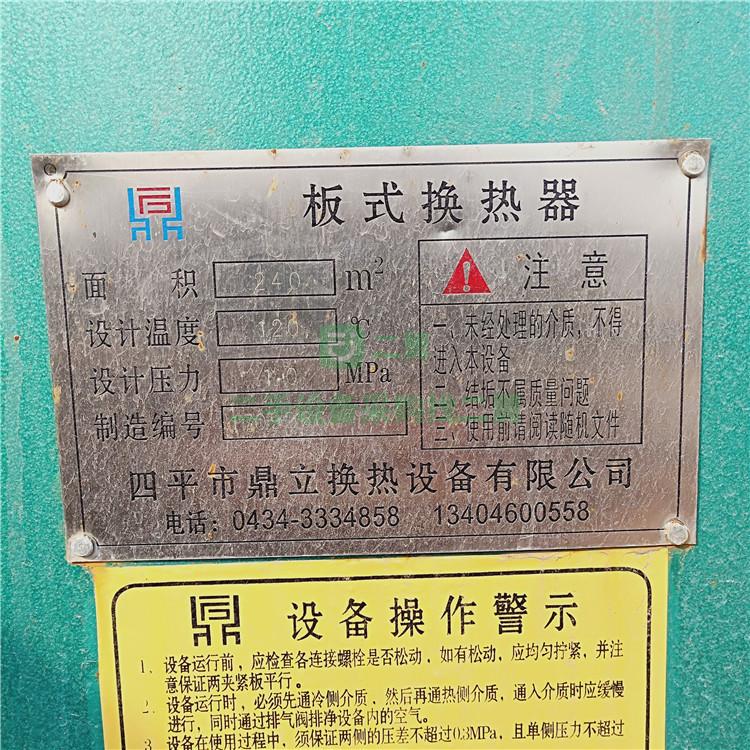 板式换热器
面 积 240 m²
设计温度 120 ℃
设计压力 1.0 MPa
制造编号
注意
一、未经处理的介质，不得
进入本设备
二、结垢不属质量问题
三、使用前请阅读随机文件
四平市鼎立换热设备有限公司
电话：0434-3334858 13404600558
设备操作警示
1、设备运行前，应检查各连接螺栓是否松动，如有松动，应均匀拧紧，并注
意保证两夹紧板平行。
2、设备运行时，必须先通冷侧介质，然后再通热侧介质，通入介质时应缓慢
进行，同时通过排气阀排净设备内的空气。
3、设备在使用过程中，须保证两侧的压差不超过0.3MPa，且单侧压力不超过